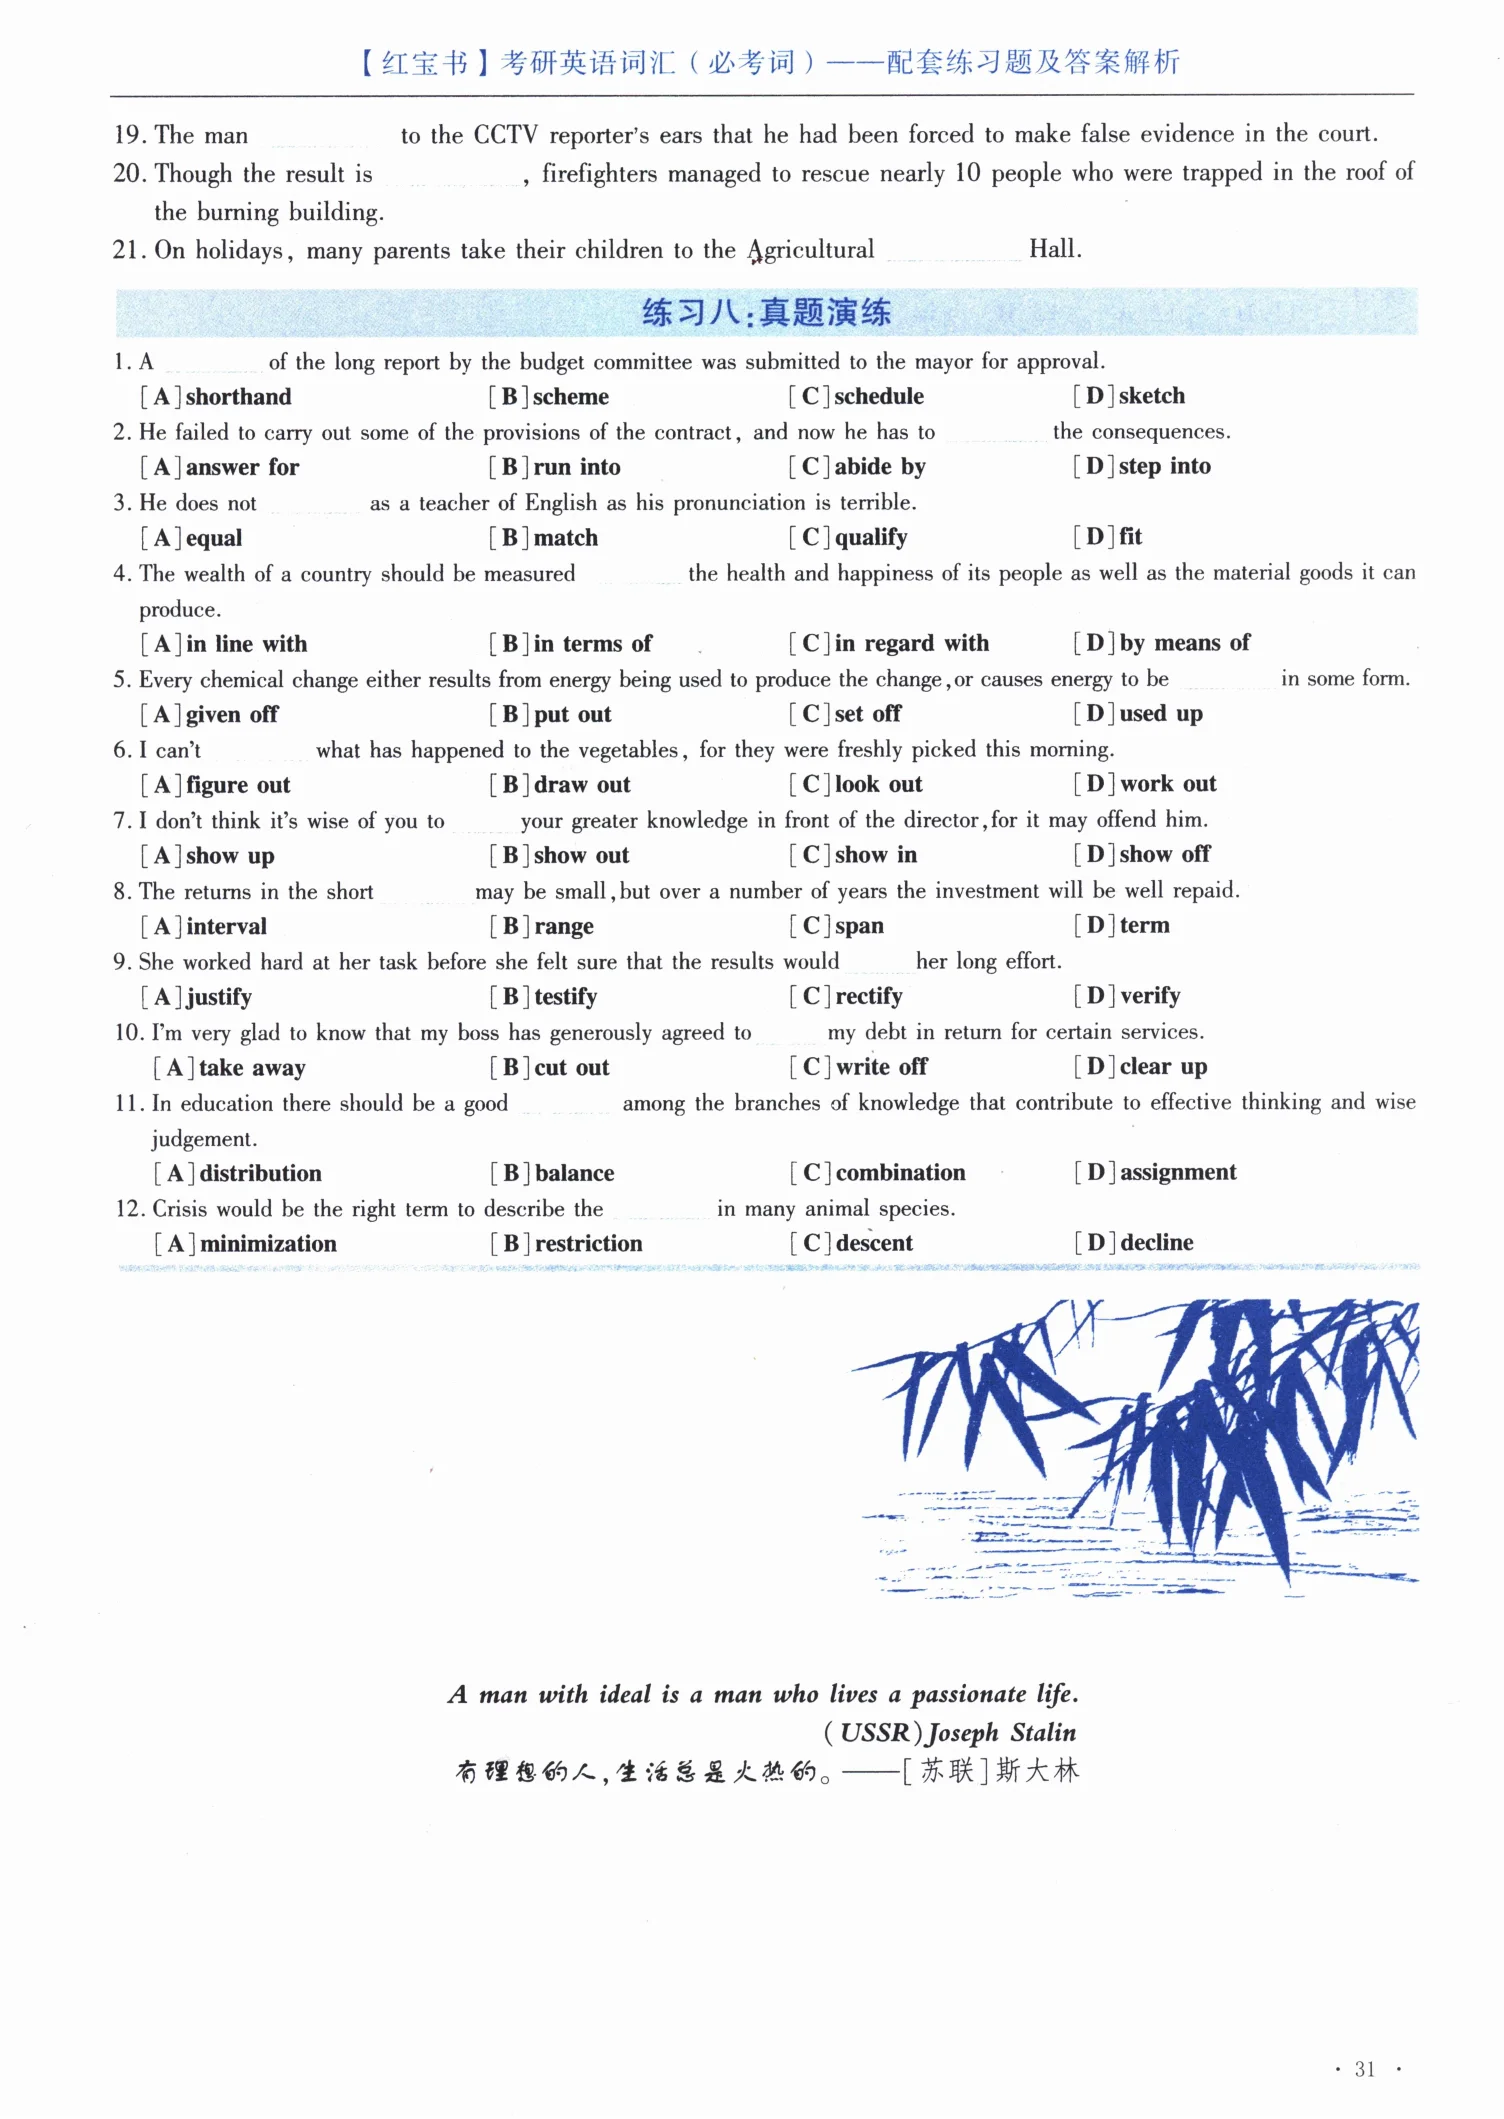 【红宝书】考研英语词汇(必考词)——配套练习题及答案解析
19. The man to the CCTV reporter's ears that he had been forced to make false evidence in the court.
20. Though the result is , firefighters managed to rescue nearly 10 people who were trapped in the roof of
the burning building.
21. On holidays, many parents take their children to the Agricultural Hall.
练习八:真题演练
1. A of the long report by the budget committee was submitted to the mayor for approval.
[A]shorthand [B]scheme [C]schedule [D]sketch
2. He failed to carry out some of the provisions of the contract, and now he has to the consequences.
[A]answer for [B]run into [C]abide by [D]step into
3. He does not as a teacher of English as his pronunciation is terrible.
[A]equal [B]match [C]qualify [D]fit
4. The wealth of a country should be measured the health and happiness of its people as well as the material goods it can
produce.
[A]in line with [B]in terms of [C]in regard with [D]by means of
5. Every chemical change either results from energy being used to produce the change,or causes energy to be in some form.
[A]given off [B]put out [C]set off [D]used up
6. I can't what has happened to the vegetables, for they were freshly picked this morning.
[A]figure out [B]draw out [C]look out [D]work out
7. I don't think it's wise of you to your greater knowledge in front of the director,for it may offend him.
[A]show up [B]show out [C]show in [D]show off
8. The returns in the short may be small,but over a number of years the investment will be well repaid.
[A]interval [B]range [C]span [D]term
9. She worked hard at her task before she felt sure that the results would her long effort.
[A]justify [B]testify [C]rectify [D]verify
10. I'm very glad to know that my boss has generously agreed to my debt in return for certain services.
[A]take away [B]cut out [C]write off [D]clear up
11. In education there should be a good among the branches of knowledge that contribute to effective thinking and wise
judgement.
[A]distribution [B]balance [C]combination [D]assignment
12. Crisis would be the right term to describe the in many animal species.
[A]minimization [B]restriction [C]descent [D]decline
A man with ideal is a man who lives a passionate life.
(USSR)Joseph Stalin
有理想的人,生活总是火热的。——[苏联]斯大林
· 31 ·